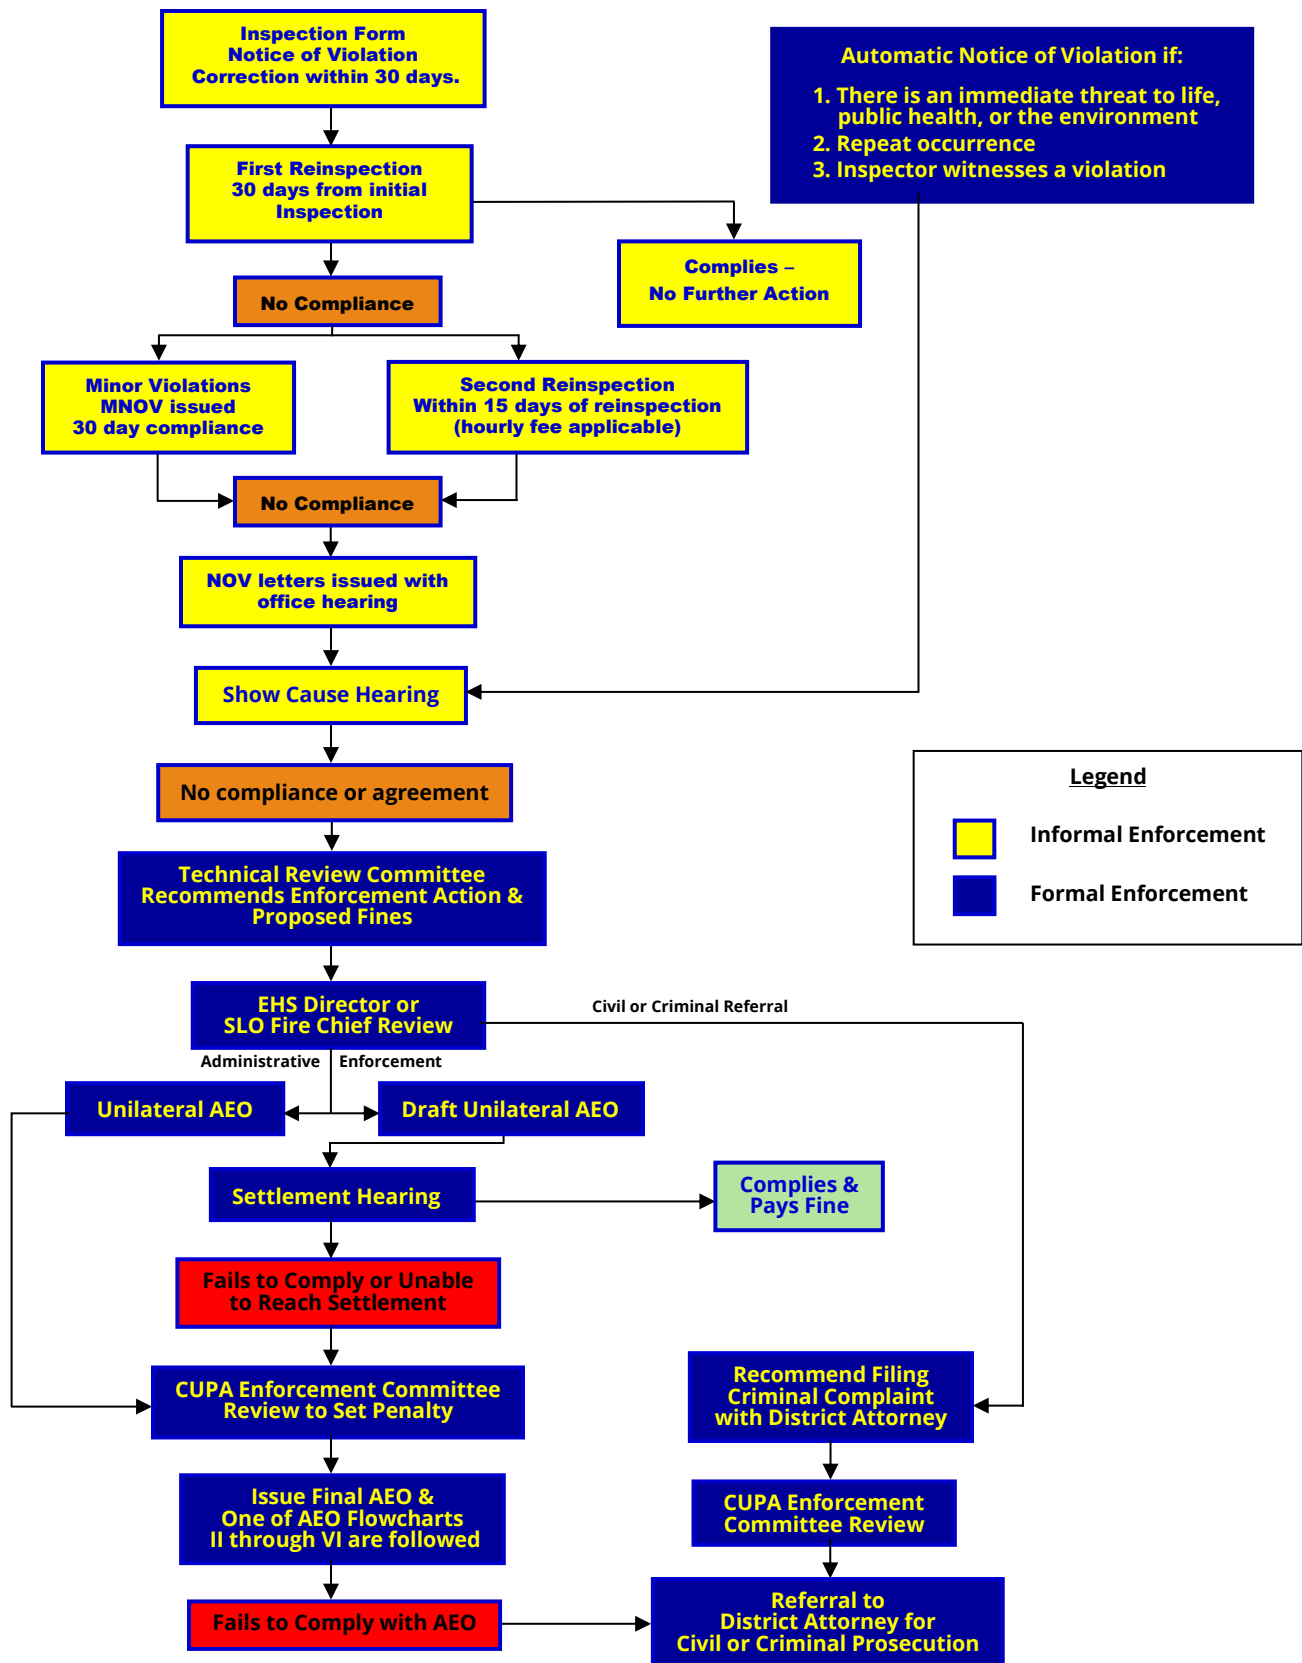 Inspection Form
Notice of Violation
Correction within 30 days.
Automatic Notice of Violation if:
1. There is an immediate threat to life,
public health, or the environment
2. Repeat occurrence
3. Inspector witnesses a violation
First Reinspection
30 days from initial
Inspection
Complies –
No Further Action
No Compliance
Minor Violations
MNOV issued
30 day compliance
Second Reinspection
Within 15 days of reinspection
(hourly fee applicable)
No Compliance
NOV letters issued with
office hearing
Show Cause Hearing
No compliance or agreement
Legend
Informal Enforcement
Formal Enforcement
Technical Review Committee
Recommends Enforcement Action &
Proposed Fines
EHS Director or
SLO Fire Chief Review
Civil or Criminal Referral
Administrative Enforcement
Unilateral AEO
Draft Unilateral AEO
Settlement Hearing
Complies &
Pays Fine
Fails to Comply or Unable
to Reach Settlement
CUPA Enforcement Committee
Review to Set Penalty
Recommend Filing
Criminal Complaint
with District Attorney
Issue Final AEO &
One of AEO Flowcharts
II through VI are followed
CUPA Enforcement
Committee Review
Fails to Comply with AEO
Referral to
District Attorney for
Civil or Criminal Prosecution